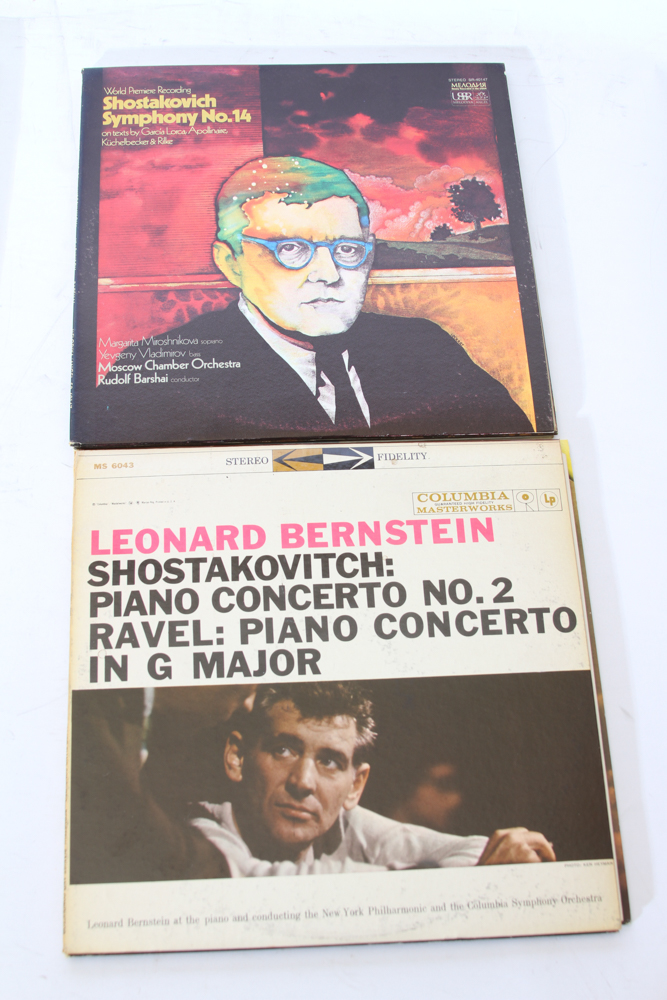 World Premiere Recording
Shostakovich
Symphony No.14
on texts by García Lorca, Apollinaire,
Küchelbecker & Rilke
STEREO
МЕЛОДИЯ
Margarita Miroshnikova soprano
Yevgeny Vladimirov bass
Moscow Chamber Orchestra
Rudolf Barshai conductor
MS 6043
STEREO FIDELITY
COLUMBIA
GUARANTEED HIGH FIDELITY
MASTERWORKS
Lp
LEONARD BERNSTEIN
SHOSTAKOVITCH:
PIANO CONCERTO NO. 2
RAVEL: PIANO CONCERTO
IN G MAJOR
Leonard Bernstein at the piano and conducting the New York Philharmonic and the Columbia Symphony Orchestra